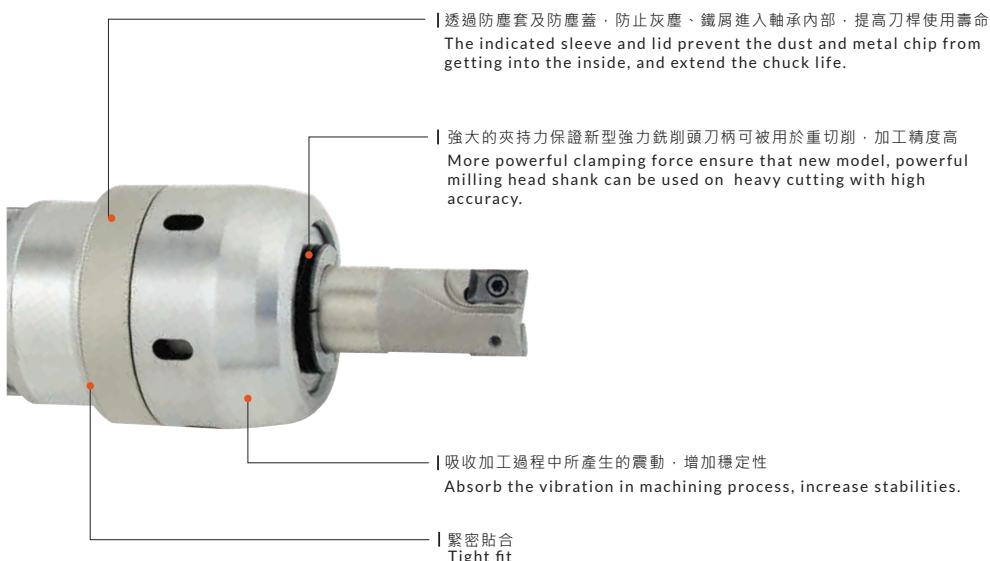 透過防塵套及防塵蓋，防止灰塵、鐵屑進入軸承內部，提高刀桿使用壽命
The indicated sleeve and lid prevent the dust and metal chip from
getting into the inside, and extend the chuck life.
強大的夾持力保證新型強力銑削頭刀柄可被用於重切削，加工精度高
More powerful clamping force ensure that new model, powerful
milling head shank can be used on heavy cutting with high
accuracy.
吸收加工過程中所產生的震動，增加穩定性
Absorb the vibration in machining process, increase stabilities.
緊密貼合
Tight fit